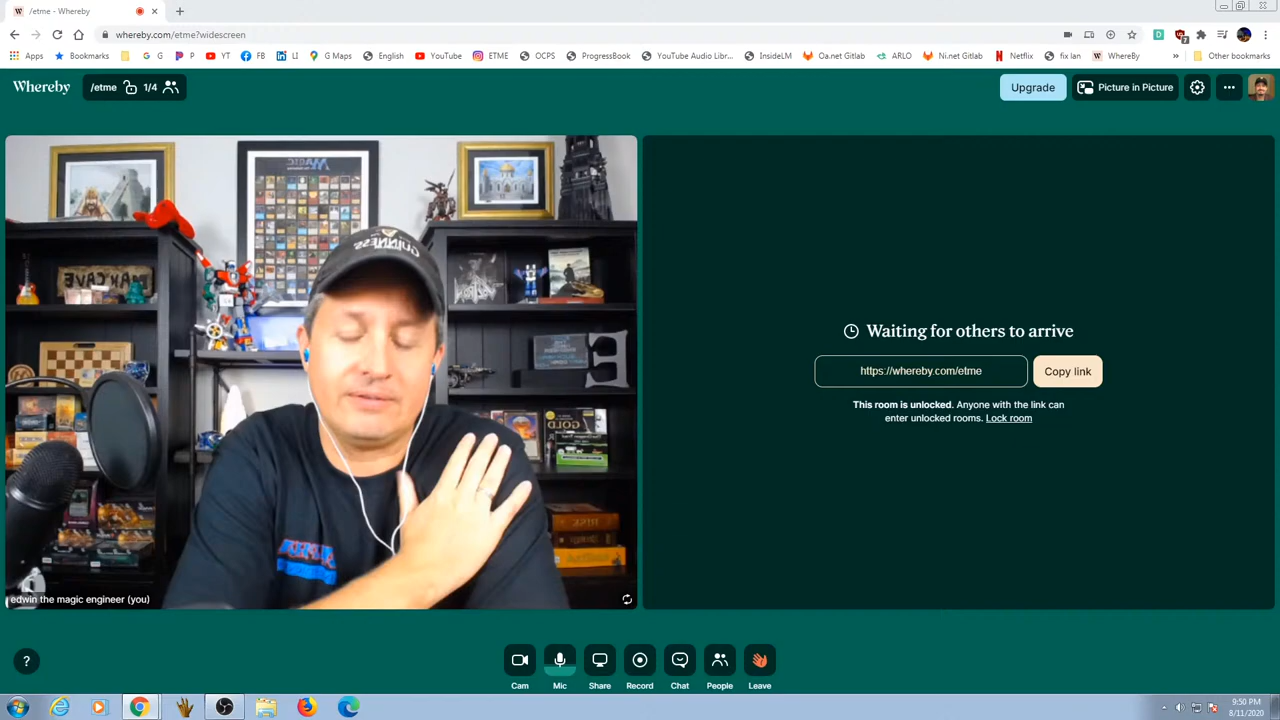 /etme - Whereby
whereby.com/etme?widescreen
Apps Bookmarks G YT FB LI G Maps English YouTube ETME OCPS ProgressBook YouTube Audio Libr... InsideLM Oa.net Gitlab ARLO Ni.net Gitlab Netflix fix lan WhereBy » Other bookmarks
Whereby /etme 1/4 Upgrade Picture in Picture
MAGIC
GUINNESS
MAN CAVE
Waiting for others to arrive
https://whereby.com/etme Copy link
This room is unlocked. Anyone with the link can
enter unlocked rooms. Lock room
GOLD
RISK
edwin the magic engineer (you)
?
Cam Mic Share Record Chat People Leave
9:50 PM
8/11/2020